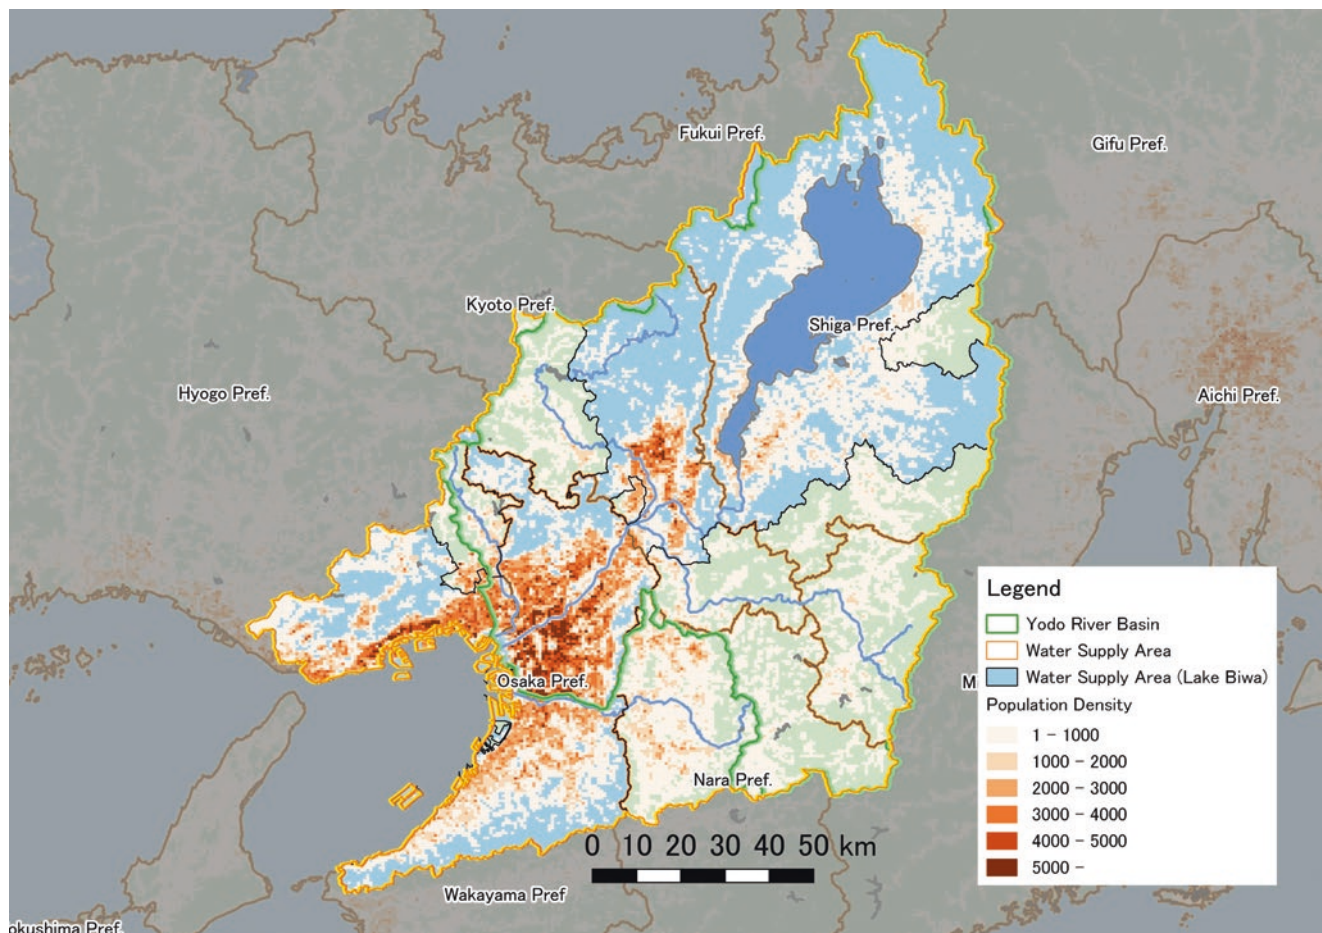 Fukui Pref.
Gifu Pref.
Kyoto Pref.
Shiga Pref.
Hyogo Pref.
Aichi Pref.
Legend
Yodo River Basin
Water Supply Area
Water Supply Area (Lake Biwa)
Osaka Pref.
M
Population Density
1 - 1000
1000 - 2000
2000 - 3000
3000 - 4000
4000 - 5000
5000 -
Nara Pref.
0 10 20 30 40 50 km
Wakayama Pref
okushima Pref.